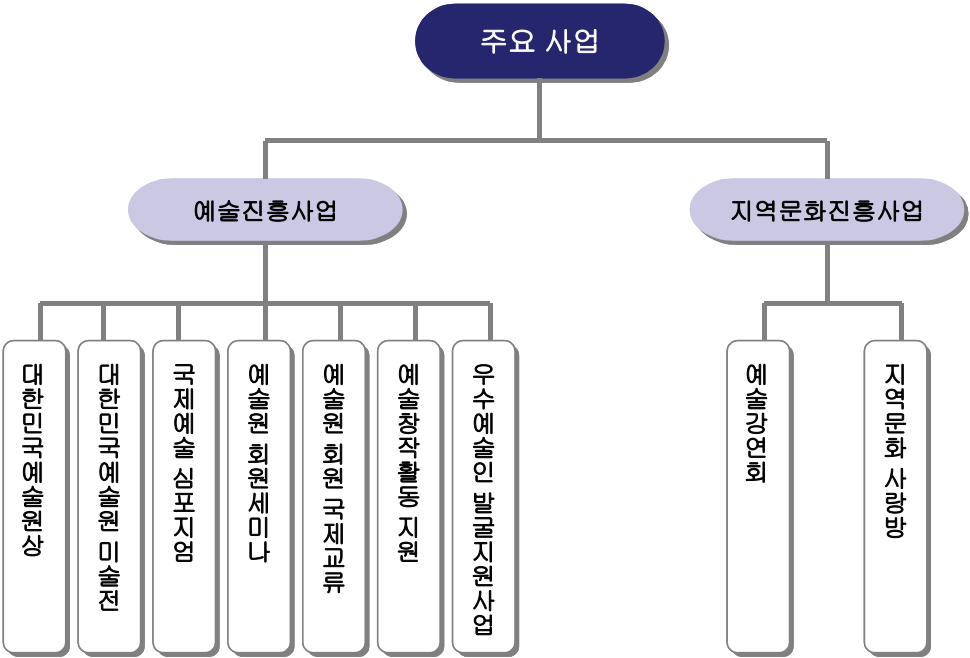 주요 사업
예술진흥사업
지역문화진흥사업
대한민국예술원상
대한민국예술원 미술전
국제예술 심포지엄
예술원 회원세미나
예술원 회원 국제교류
예술창작활동 지원
우수예술인 발굴지원사업
예술강연회
지역문화 사랑방